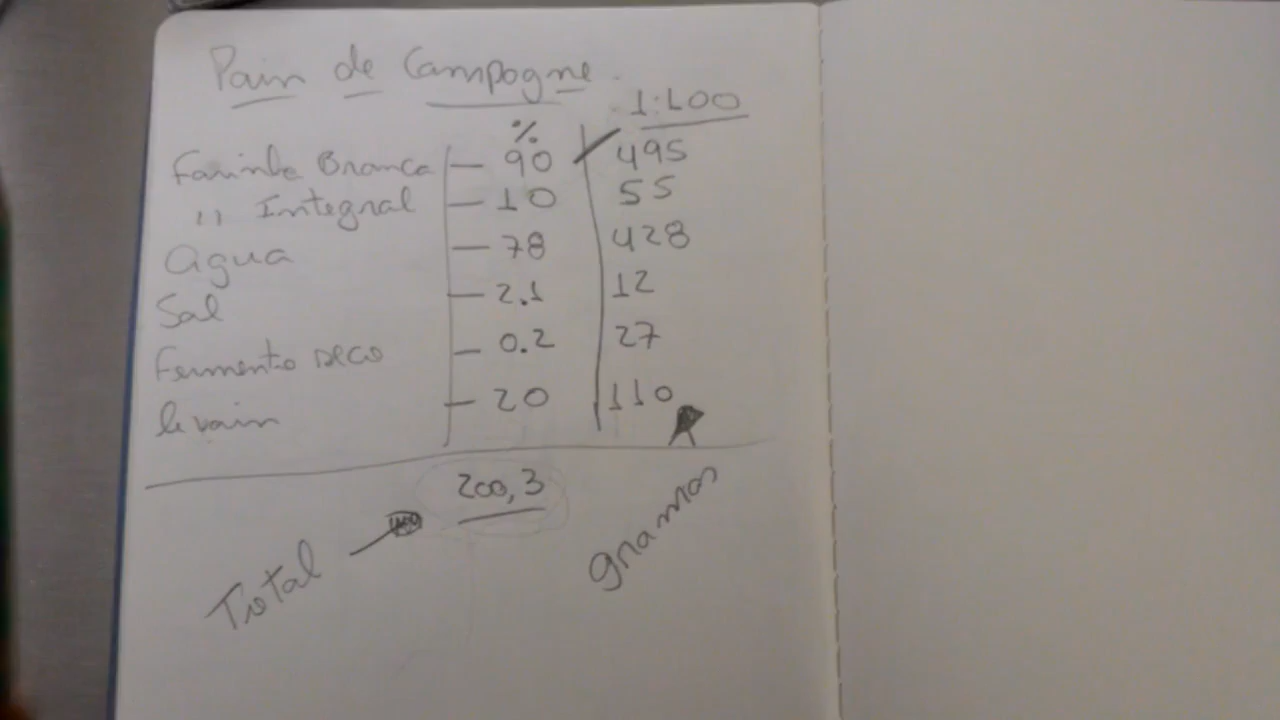 Pain de Campogne.
1:100
%
Farinha Branca — 90 495
" Integral — 10 55
agua — 78 428
Sal — 2.1 12
Fermento seco — 0.2 27
levain — 20 110
200,3
Total
gramas